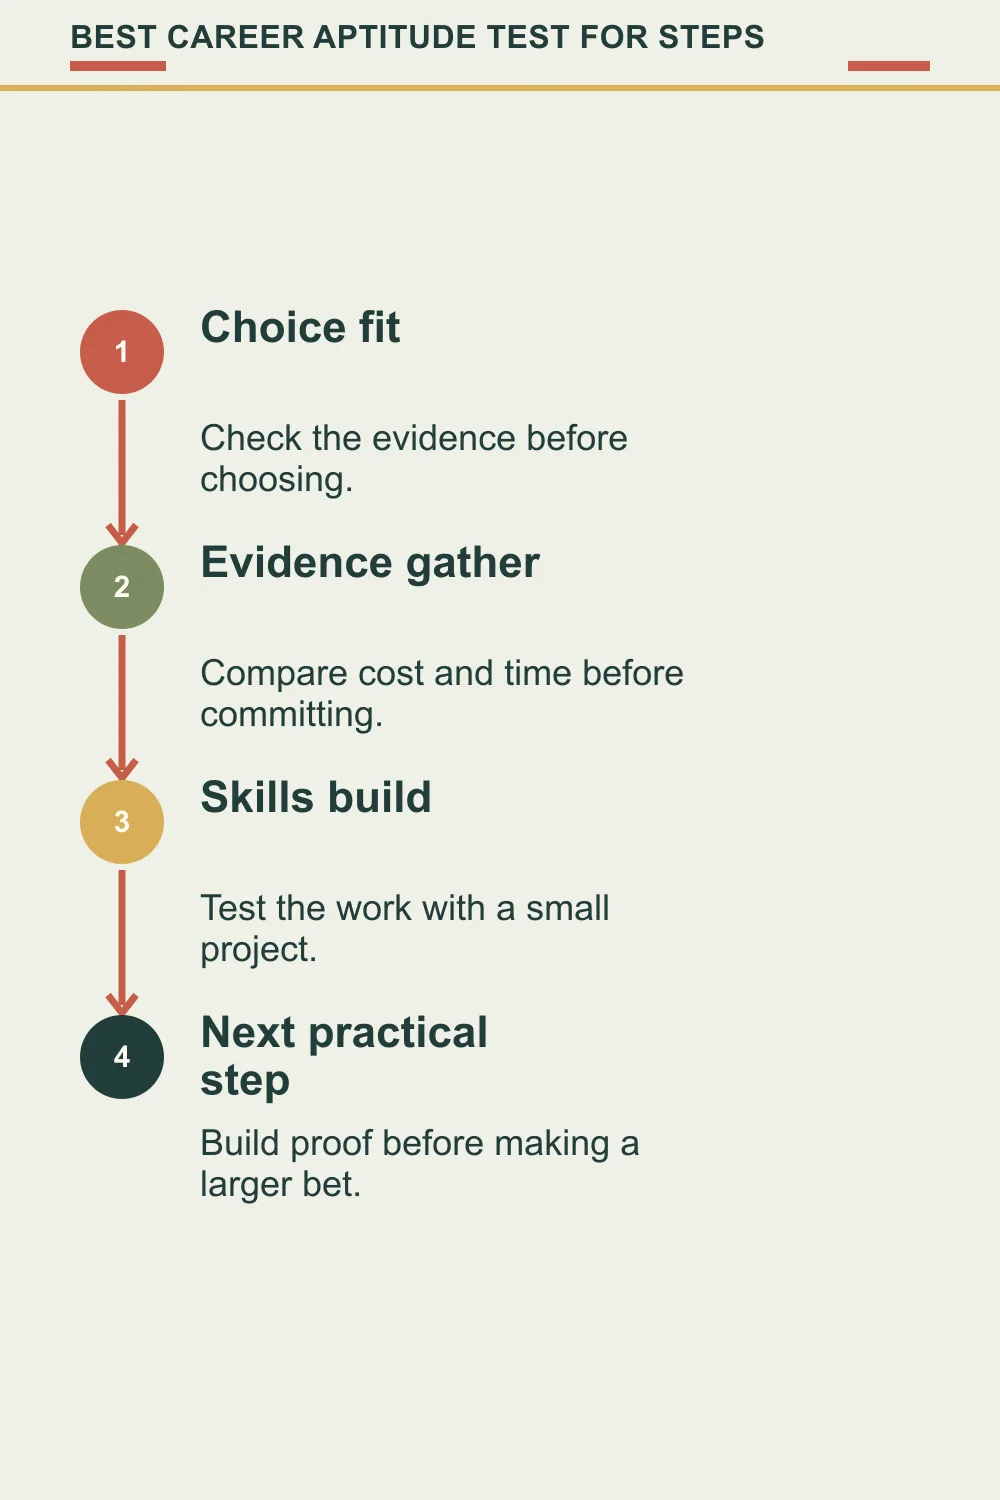 BEST CAREER APTITUDE TEST FOR STEPS
1
Choice fit
Check the evidence before
choosing.
2
Evidence gather
Compare cost and time before
committing.
3
Skills build
Test the work with a small
project.
4
Next practical
step
Build proof before making a
larger bet.